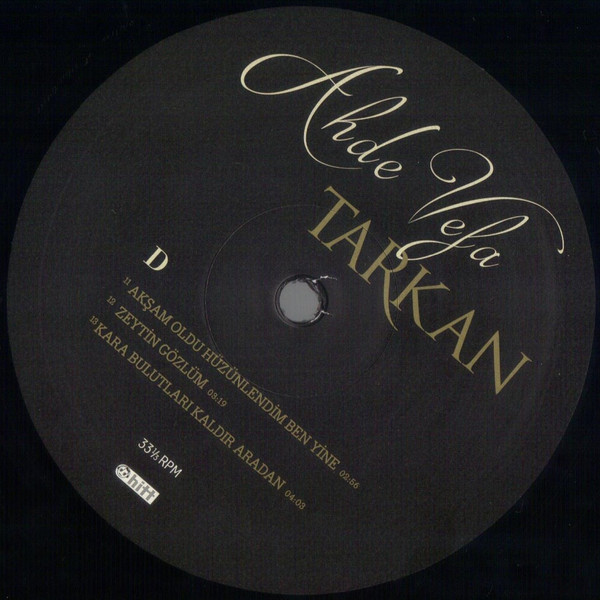 Ahde Vefa
TARKAN
D
11 AKŞAM OLDU HÜZÜNLENDİM BEN YİNE 02:56
12 ZEYTİN GÖZLÜM 03:19
13 KARA BULUTLARI KALDIR ARADAN 04:03
33⅓ RPM
hitt